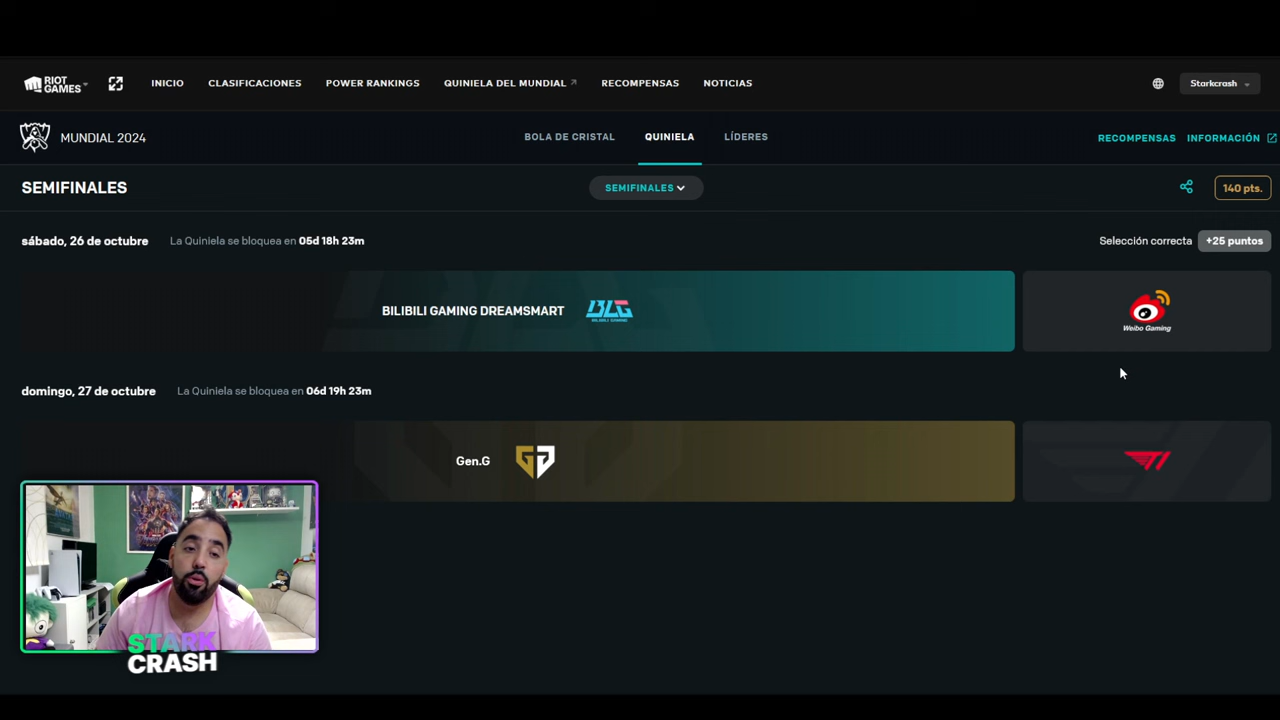 RIOT GAMES
INICIO
CLASIFICACIONES
POWER RANKINGS
QUINIELA DEL MUNDIAL
RECOMPENSAS
NOTICIAS
Starkcrash
MUNDIAL 2024
BOLA DE CRISTAL
QUINIELA
LÍDERES
RECOMPENSAS
INFORMACIÓN
SEMIFINALES
SEMIFINALES
140 pts.
sábado, 26 de octubre
La Quiniela se bloquea en 05d 18h 23m
Selección correcta
+25 puntos
BILIBILI GAMING DREAMSMART
BLG
BILIBILI GAMING
Weibo Gaming
domingo, 27 de octubre
La Quiniela se bloquea en 06d 19h 23m
Gen.G
T1
STARK
CRASH